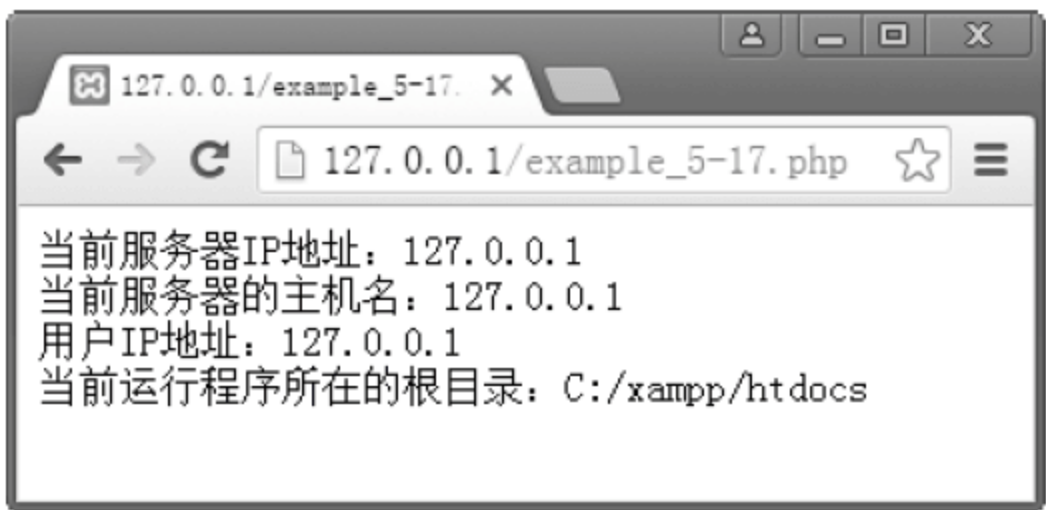 127.0.0.1/example_5-17.
127.0.0.1/example_5-17.php
当前服务器IP地址：127.0.0.1
当前服务器的主机名：127.0.0.1
用户IP地址：127.0.0.1
当前运行程序所在的根目录：C:/xampp/htdocs